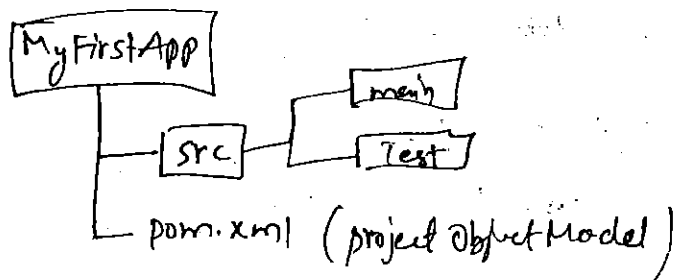 MyFirstApp
main
src
Test
pom.xml (project Object Model)